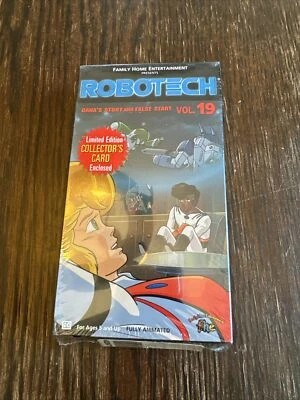 FAMILY HOME ENTERTAINMENT
PRESENTS
ROBOTECH
DANA'S STORY AND FALSE START VOL. 19
Limited Edition
COLLECTOR'S
CARD
Enclosed
For Ages 5 and up FULLY ANIMATED